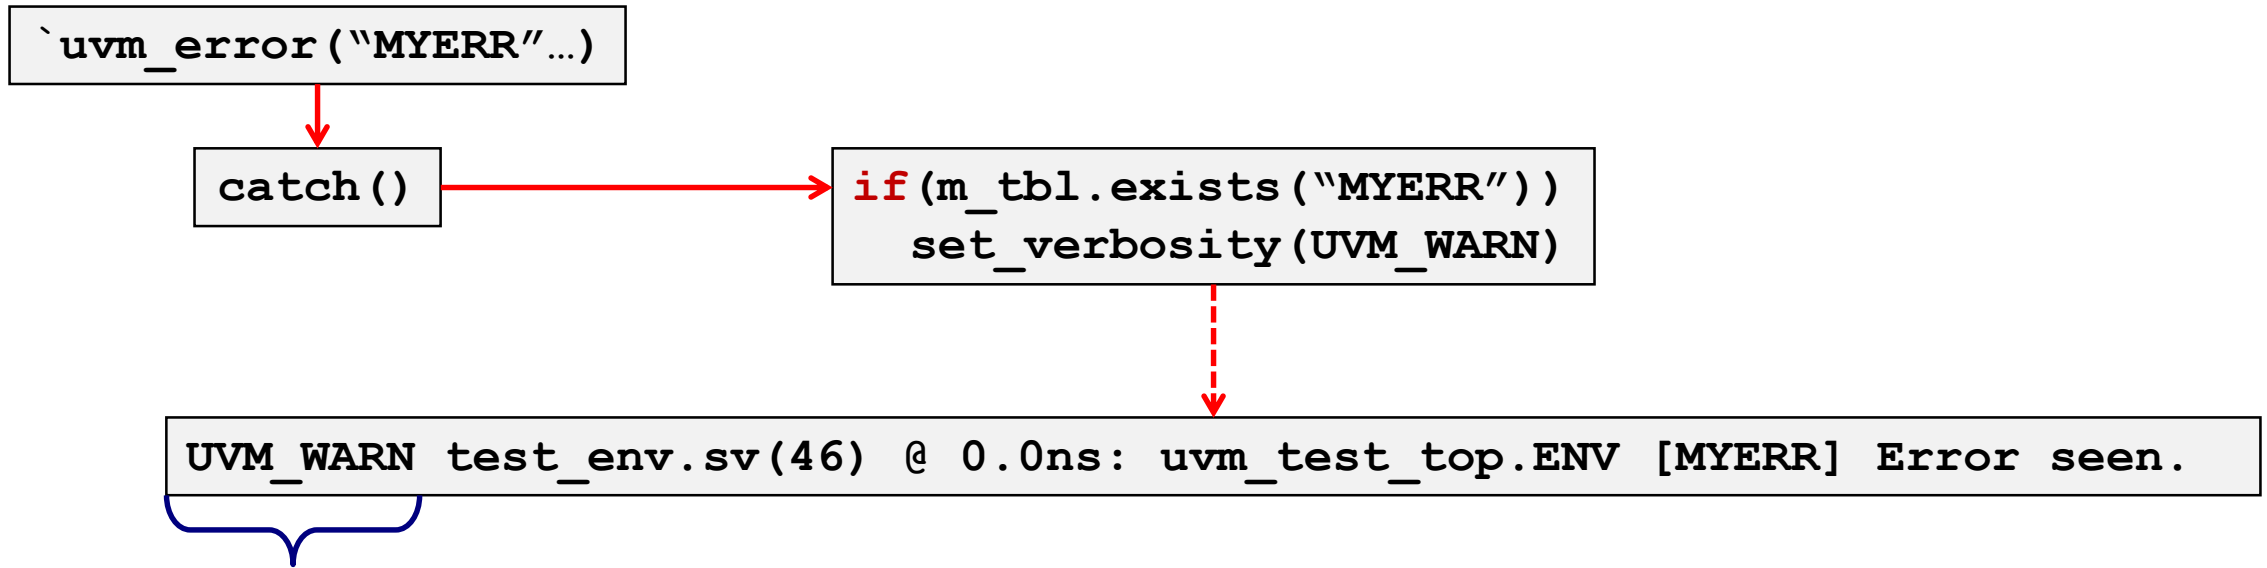 `uvm_error(“MYERR”…)
catch()
if(m_tbl.exists(“MYERR”))
set_verbosity(UVM_WARN)
UVM_WARN test_env.sv(46) @ 0.0ns: uvm_test_top.ENV [MYERR] Error seen.